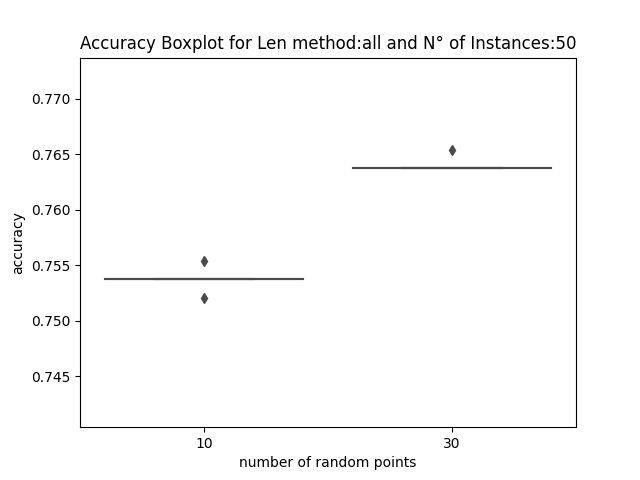 Accuracy Boxplot for Len method:all and N° of Instances:50
0.770
0.765
0.760
0.755
0.750
0.745
accuracy
10
30
number of random points